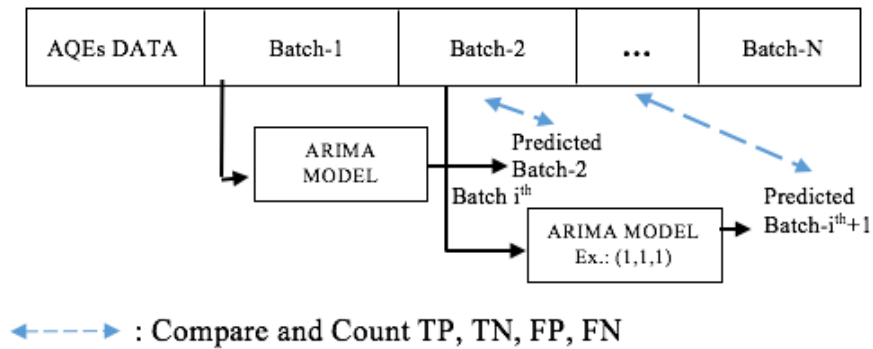 AQEs DATA Batch-1 Batch-2 ... Batch-N
ARIMA
MODEL
Predicted
Batch-2
Batch iᵗʰ
ARIMA MODEL
Ex.: (1,1,1)
Predicted
Batch-iᵗʰ+1
: Compare and Count TP, TN, FP, FN